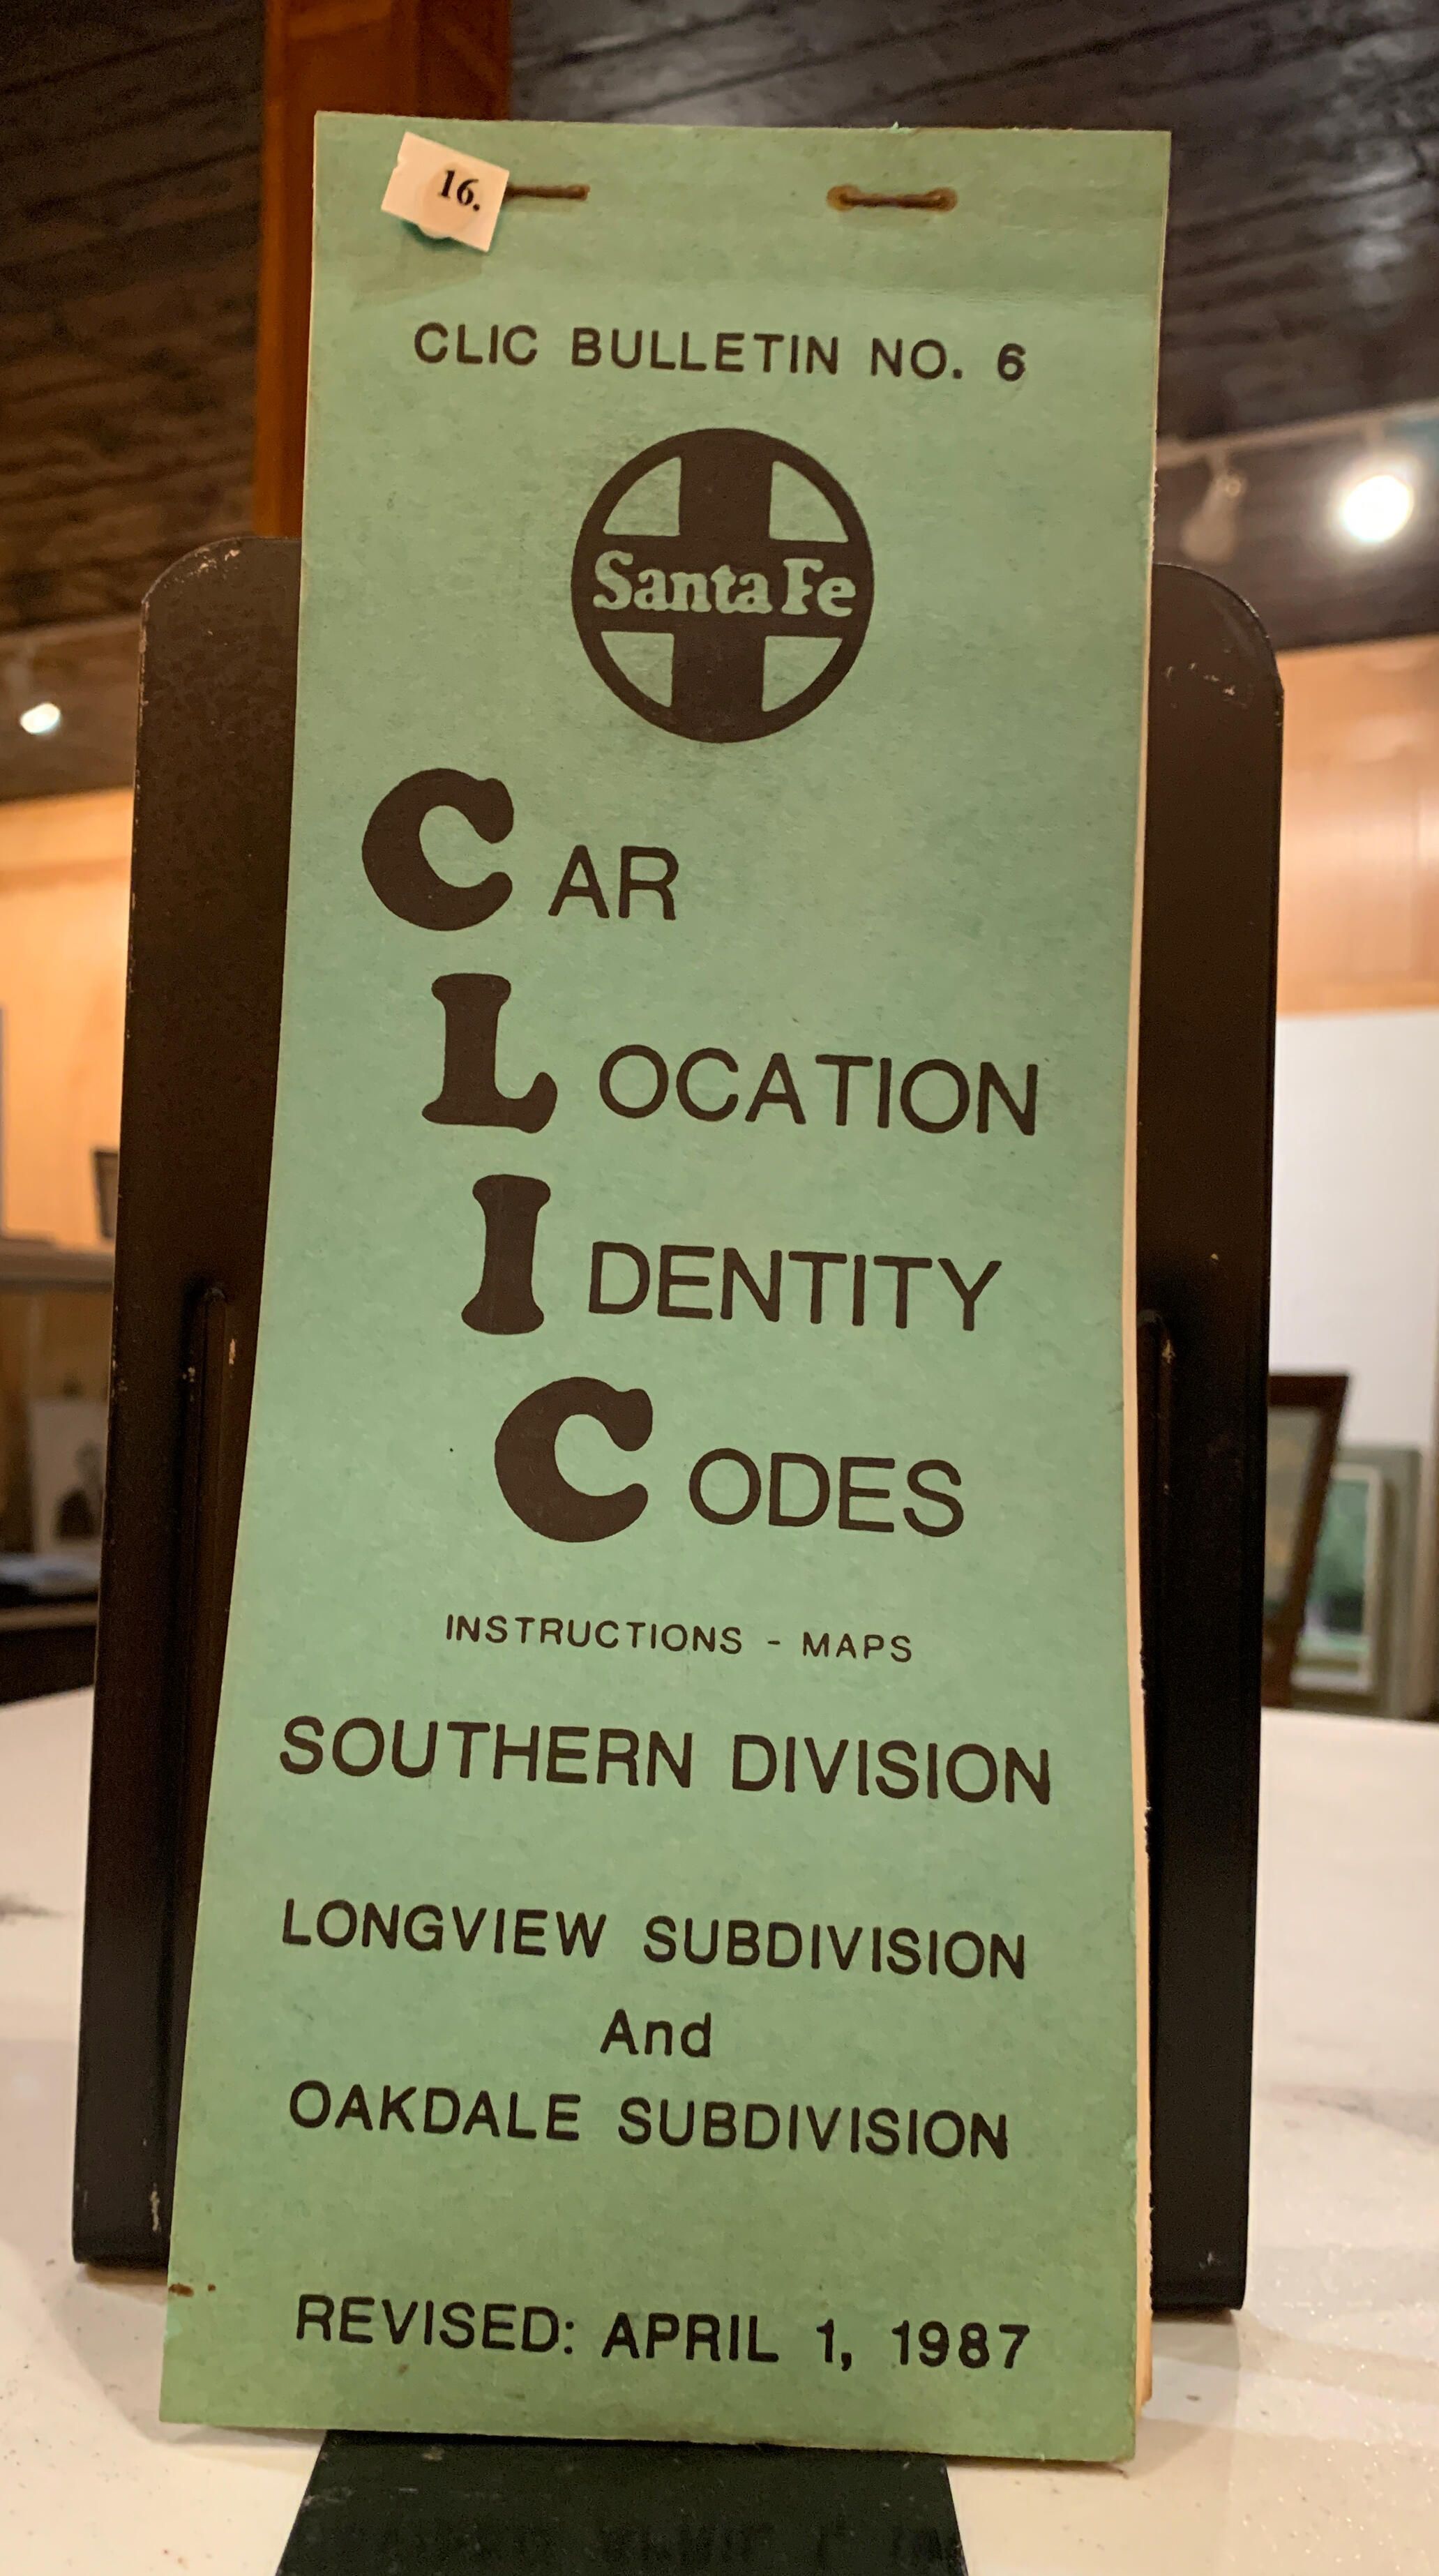 16.
CLIC BULLETIN NO. 6
Santa Fe
CAR
LOCATION
IDENTITY
CODES
INSTRUCTIONS - MAPS
SOUTHERN DIVISION
LONGVIEW SUBDIVISION
And
OAKDALE SUBDIVISION
REVISED: APRIL 1, 1987